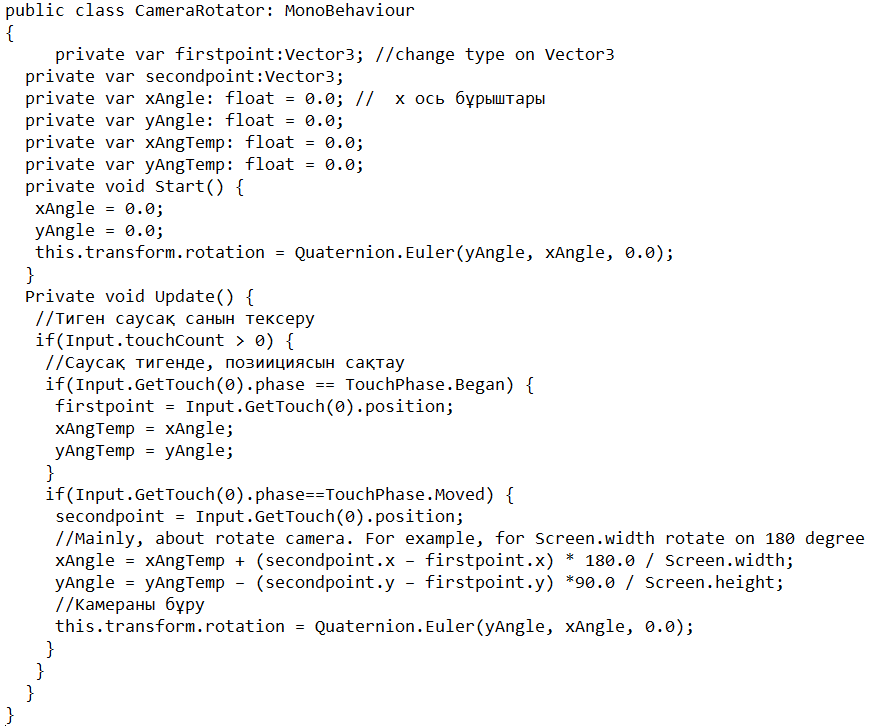 public class CameraRotator: MonoBehaviour
{
     private var firstpoint:Vector3; //change type on Vector3
  private var secondpoint:Vector3;
  private var xAngle: float = 0.0; //  х ось бұрыштары
  private var yAngle: float = 0.0;
  private var xAngTemp: float = 0.0;
  private var yAngTemp: float = 0.0;
  private void Start() {
   xAngle = 0.0;
   yAngle = 0.0;
   this.transform.rotation = Quaternion.Euler(yAngle, xAngle, 0.0);
  }
  Private void Update() {
   //Тиген саусақ санын тексеру
   if(Input.touchCount > 0) {
    //Саусақ тигенде, позиициясын сақтау
    if(Input.GetTouch(0).phase == TouchPhase.Began) {
     firstpoint = Input.GetTouch(0).position;
     xAngTemp = xAngle;
     yAngTemp = yAngle;
    }
    if(Input.GetTouch(0).phase==TouchPhase.Moved) {
     secondpoint = Input.GetTouch(0).position;
     //Mainly, about rotate camera. For example, for Screen.width rotate on 180 degree
     xAngle = xAngTemp + (secondpoint.x – firstpoint.x) * 180.0 / Screen.width;
     yAngle = yAngTemp – (secondpoint.y – firstpoint.y) *90.0 / Screen.height;
     //Камераны бұру
     this.transform.rotation = Quaternion.Euler(yAngle, xAngle, 0.0);
    }
   }
  }
}